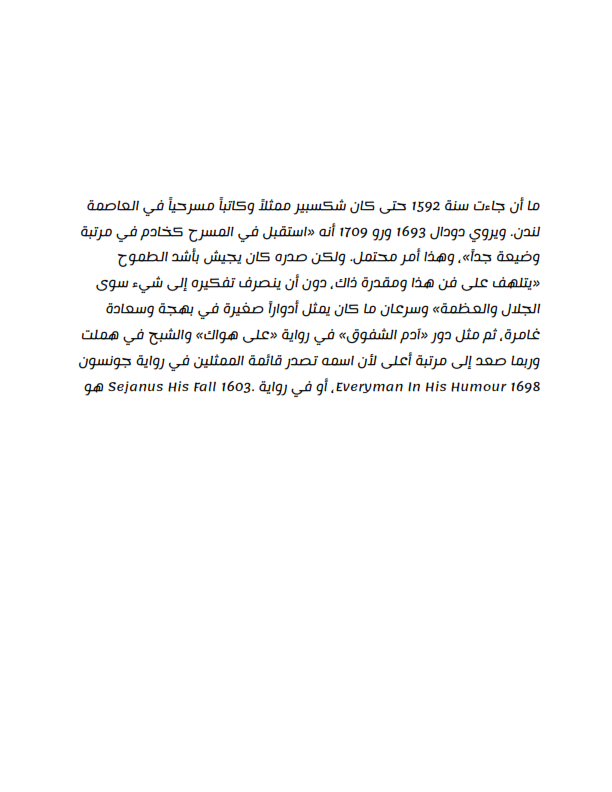 ما أن جاءت سنة 1592 حتى كان شكسبير ممثلاً وكاتباً مسرحياً في العاصمة
لندن. ويروي دودال 1693 ورو 1709 أنه «استقبل في المسرح كخادم في مرتبة
وضيعة جداً»، وهذا أمر محتمل. ولكن صدره كان يجيش بأشد الطموح
«يتلهف على فن هذا ومقدرة ذاك، دون أن ينصرف تفكيره إلى شيء سوى
الجلال والعظمة» وسرعان ما كان يمثل أدواراً صغيرة في بهجة وسعادة
غامرة، ثم مثل دور «آدم الشفوق» في رواية «على هواك» والشبح في هملت
وربما صعد إلى مرتبة أعلى لأن اسمه تصدر قائمة الممثلين في رواية جونسون
Everyman In His Humour 1698، أو في رواية .Sejanus His Fall 1603 هو